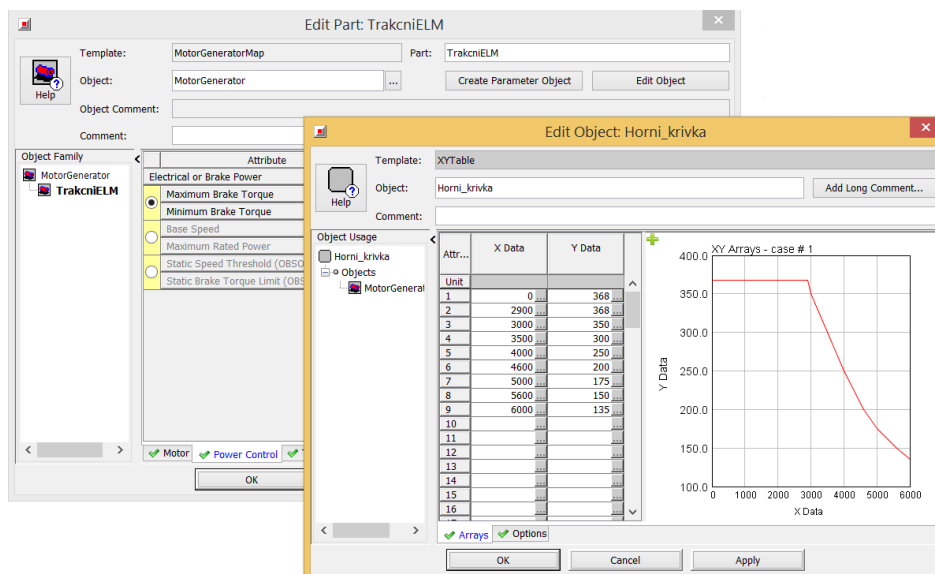 Edit Part: TrakcniELM
Template:
MotorGeneratorMap
Part:
TrakcniELM
Help
Object:
MotorGenerator
...
Create Parameter Object
Edit Object
Object Comment:
Comment:
Object Family
MotorGenerator
TrakcniELM
Attribute
Electrical or Brake Power
Maximum Brake Torque
Minimum Brake Torque
Base Speed
Maximum Rated Power
Static Speed Threshold (OBSO
Static Brake Torque Limit (OBS
Motor
Power Control
OK
Edit Object: Horni_krivka
Template:
XYTable
Help
Object:
Horni_krivka
Add Long Comment...
Comment:
Object Usage
Horni_krivka
Objects
MotorGenerat
Attr...
X Data
Y Data
Unit
1 0 ... 368 ...
2 2900 ... 368 ...
3 3000 ... 350 ...
4 3500 ... 300 ...
5 4000 ... 250 ...
6 4600 ... 200 ...
7 5000 ... 175 ...
8 5600 ... 150 ...
9 6000 ... 135 ...
10 ... ...
11 ... ...
12 ... ...
13 ... ...
14 ... ...
15 ... ...
16 ... ...
XY Arrays - case # 1
400.0
350.0
300.0
250.0
200.0
150.0
100.0
Y Data
0 1000 2000 3000 4000 5000 6000
X Data
Arrays
Options
OK
Cancel
Apply